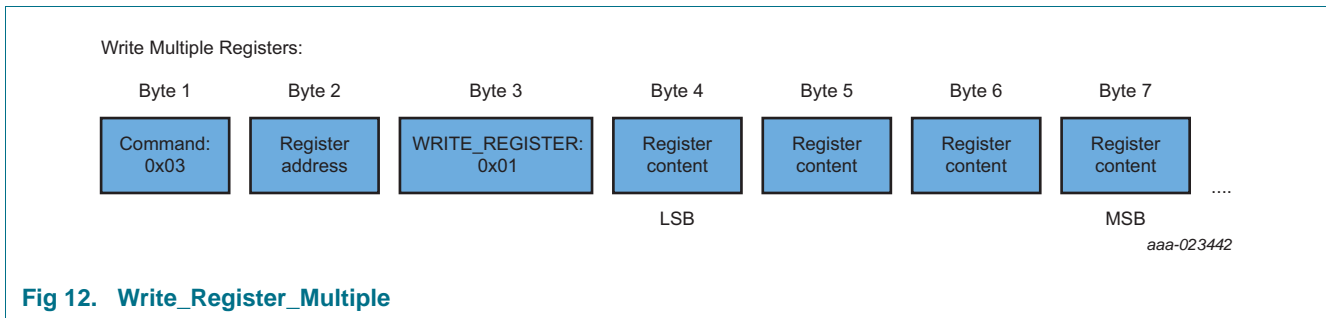 Write Multiple Registers:
Byte 1 Byte 2 Byte 3 Byte 4 Byte 5 Byte 6 Byte 7
Command: Register WRITE_REGISTER: Register Register Register Register
0x03 address 0x01 content content content content
....
LSB MSB
aaa-023442
Fig 12. Write_Register_Multiple